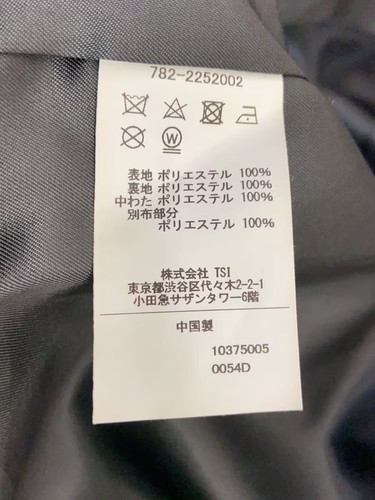 782-2252002
W
表地 ポリエステル 100%
裏地 ポリエステル 100%
中わた ポリエステル 100%
別布部分
ポリエステル 100%
株式会社 TSI
東京都渋谷区代々木2-2-1
小田急サザンタワー6階
中国製
10375005
0054D